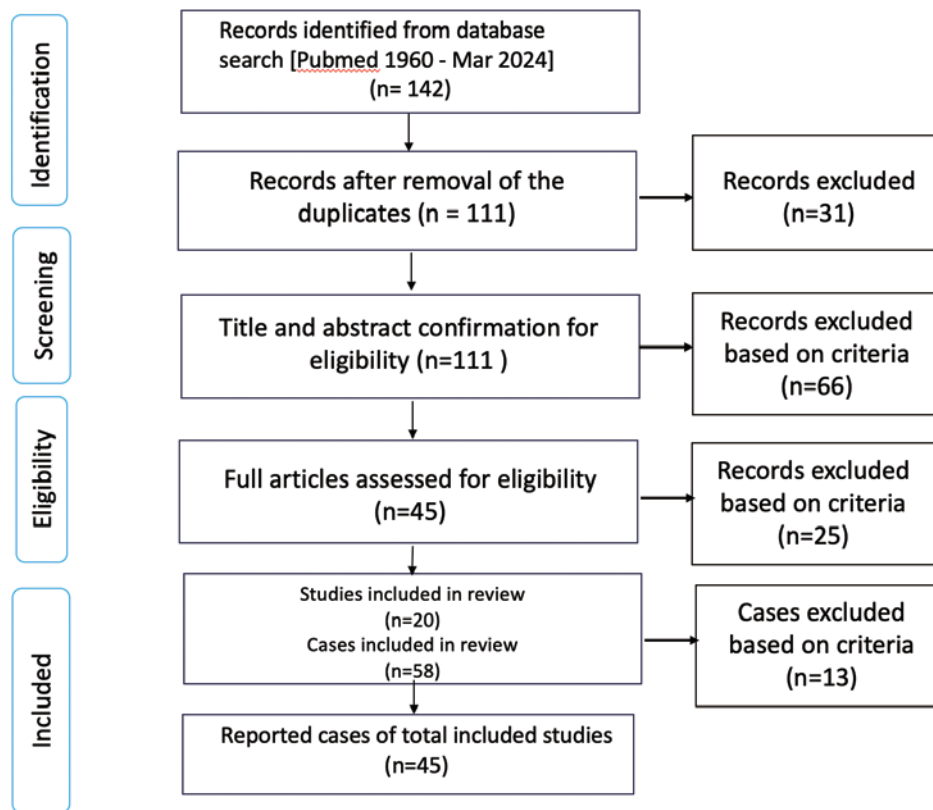 Identification
Records identified from database
search [Pubmed 1960 - Mar 2024]
(n= 142)
Records after removal of the
duplicates (n = 111)
Records excluded
(n=31)
Screening
Title and abstract confirmation for
eligibility (n=111 )
Records excluded
based on criteria
(n=66)
Eligibility
Full articles assessed for eligibility
(n=45)
Records excluded
based on criteria
(n=25)
Included
Studies included in review
(n=20)
Cases included in review
(n=58)
Cases excluded
based on criteria
(n=13)
Reported cases of total included studies
(n=45)